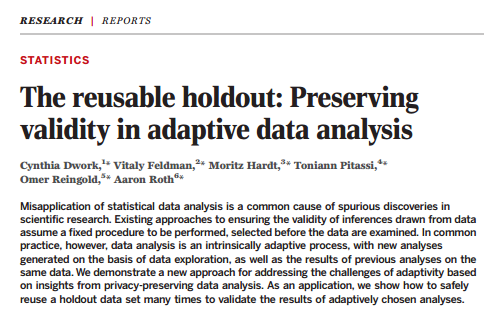 RESEARCH | REPORTS
STATISTICS
The reusable holdout: Preserving
validity in adaptive data analysis
Cynthia Dwork,¹* Vitaly Feldman,²* Moritz Hardt,³* Toniann Pitassi,⁴*
Omer Reingold,⁵* Aaron Roth⁶*
Misapplication of statistical data analysis is a common cause of spurious discoveries in
scientific research. Existing approaches to ensuring the validity of inferences drawn from data
assume a fixed procedure to be performed, selected before the data are examined. In common
practice, however, data analysis is an intrinsically adaptive process, with new analyses
generated on the basis of data exploration, as well as the results of previous analyses on the
same data. We demonstrate a new approach for addressing the challenges of adaptivity based
on insights from privacy-preserving data analysis. As an application, we show how to safely
reuse a holdout data set many times to validate the results of adaptively chosen analyses.